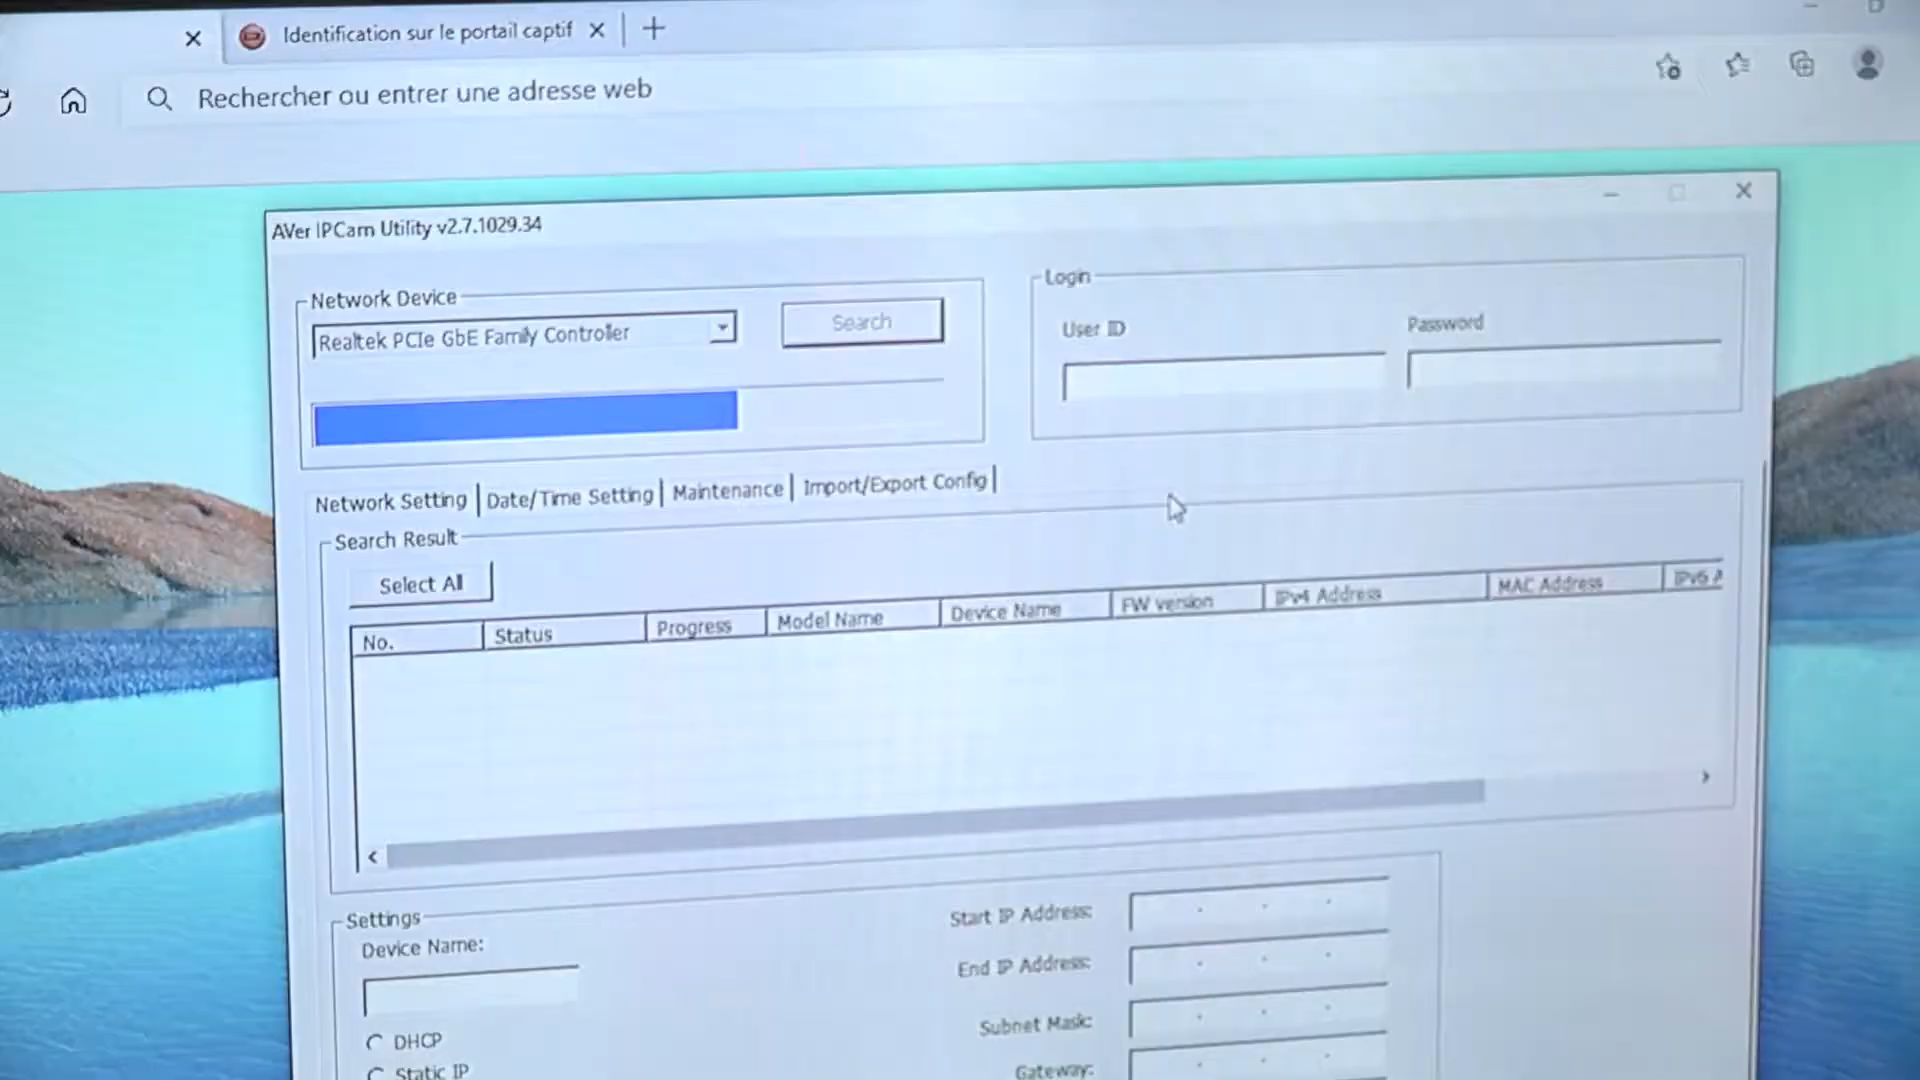 Identification sur le portail captif
Rechercher ou entrer une adresse web
AVer IPCam Utility v2.7.1029.34
Network Device
Realtek PCIe GbE Family Controller
Search
Login
User ID
Password
Network Setting
Date/Time Setting
Maintenance
Import/Export Config
Search Result
Select All
No.
Status
Progress
Model Name
Device Name
FW version
IPv4 Address
MAC Address
IPv6 A
Settings
Device Name:
DHCP
Static IP
Start IP Address:
End IP Address:
Subnet Mask:
Gateway: